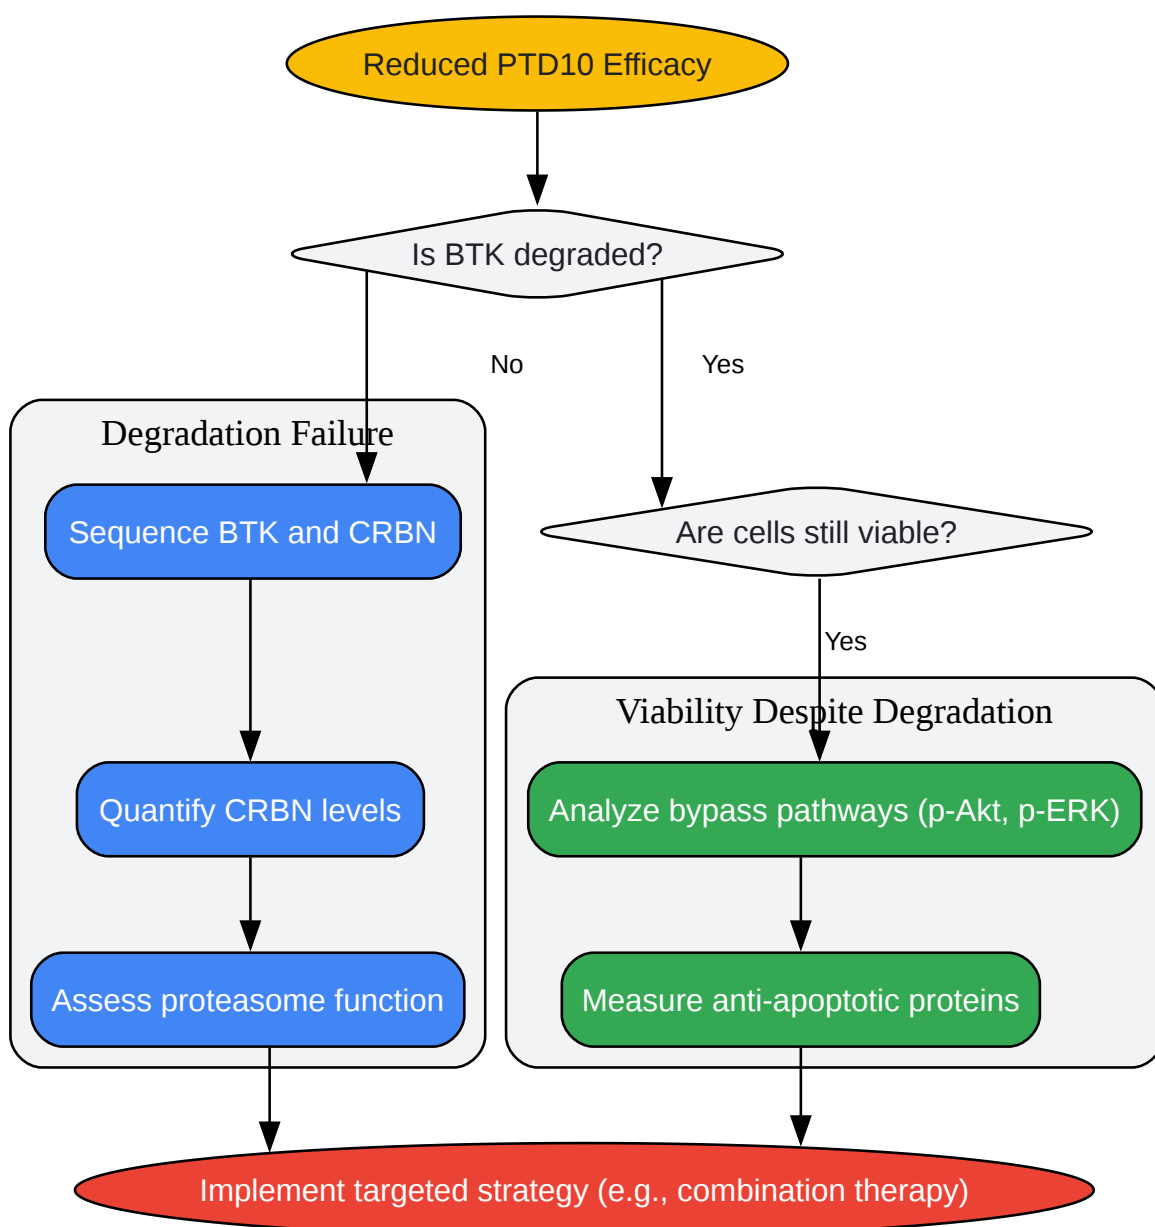 Reduced PTD10 Efficacy
Is BTK degraded?
No
Yes
Degradation Failure
Sequence BTK and CRBN
Are cells still viable?
Yes
Viability Despite Degradation
Quantify CRBN levels
Analyze bypass pathways (p-Akt, p-ERK)
Assess proteasome function
Measure anti-apoptotic proteins
Implement targeted strategy (e.g., combination therapy)